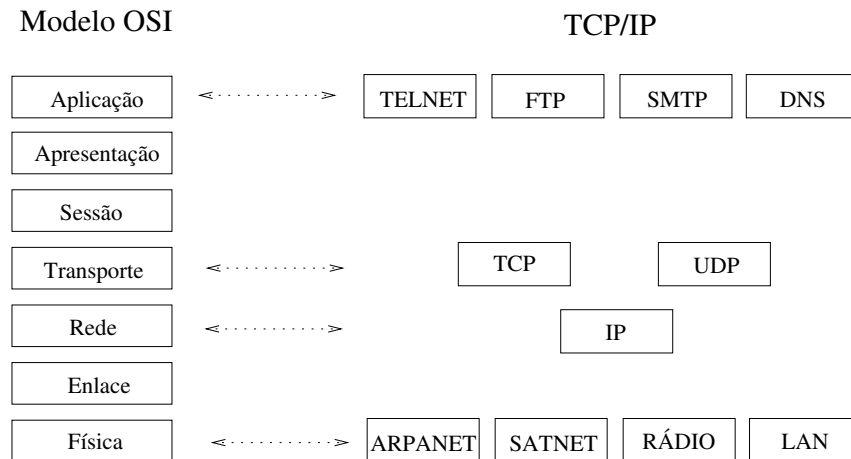 Modelo OSI TCP/IP
Aplicação TELNET FTP SMTP DNS
Apresentação
Sessão
Transporte TCP UDP
Rede IP
Enlace
Física ARPANET SATNET RÁDIO LAN